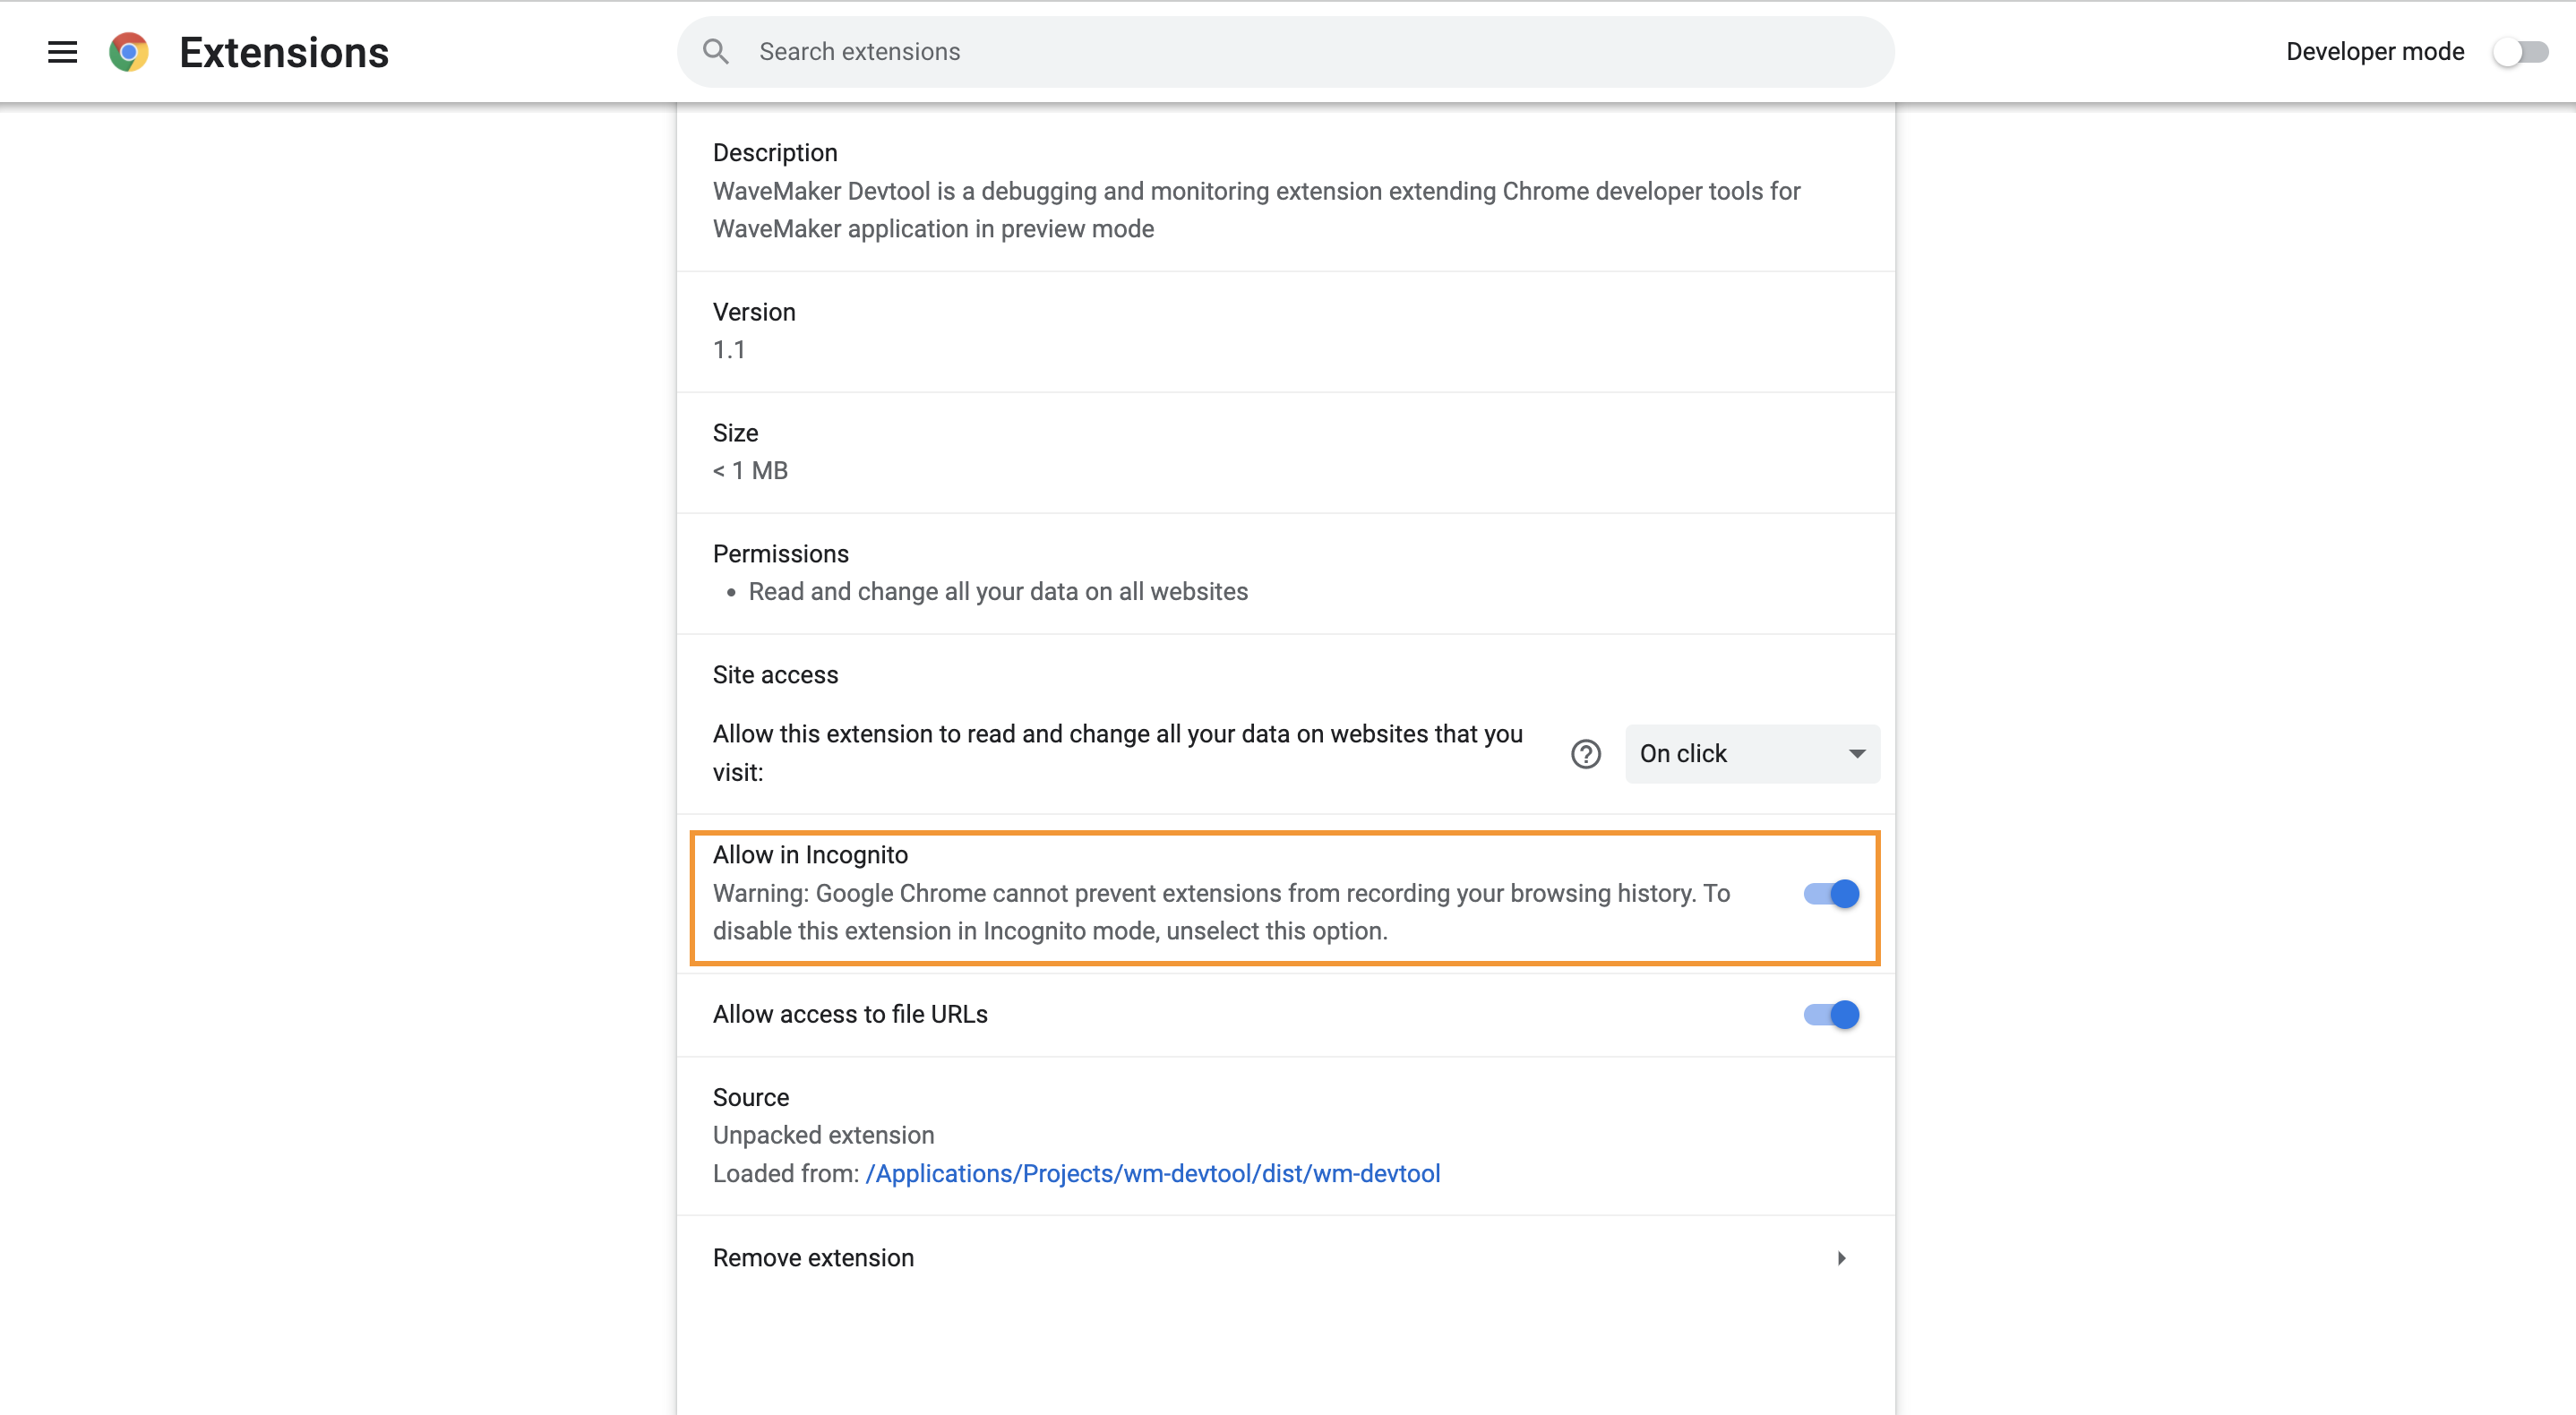 Extensions
Search extensions
Developer mode
Description
WaveMaker Devtool is a debugging and monitoring extension extending Chrome developer tools for
WaveMaker application in preview mode
Version
1.1
Size
< 1 MB
Permissions
• Read and change all your data on all websites
Site access
Allow this extension to read and change all your data on websites that you
visit:
On click
Allow in Incognito
Warning: Google Chrome cannot prevent extensions from recording your browsing history. To
disable this extension in Incognito mode, unselect this option.
Allow access to file URLs
Source
Unpacked extension
Loaded from: /Applications/Projects/wm-devtool/dist/wm-devtool
Remove extension